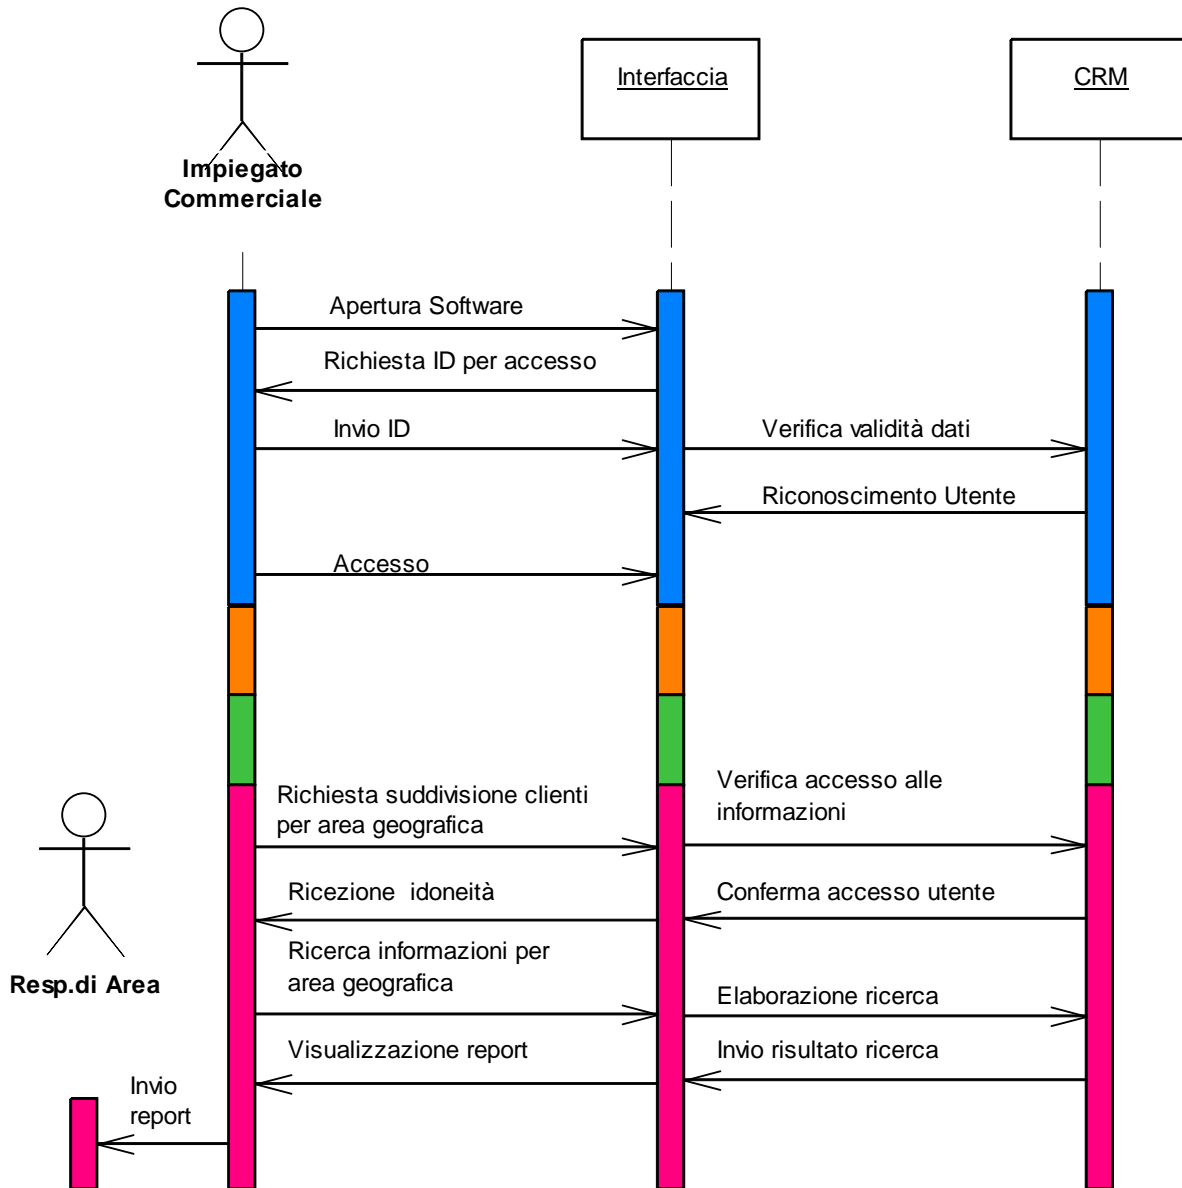 Interfaccia
CRM
Impiegato
Commerciale
Apertura Software
Richiesta ID per accesso
Invio ID
Verifica validità dati
Riconoscimento Utente
Accesso
Richiesta suddivisione clienti
per area geografica
Verifica accesso alle
informazioni
Ricezione idoneità
Conferma accesso utente
Ricerca informazioni per
area geografica
Resp.di Area
Elaborazione ricerca
Visualizzazione report
Invio risultato ricerca
Invio
report